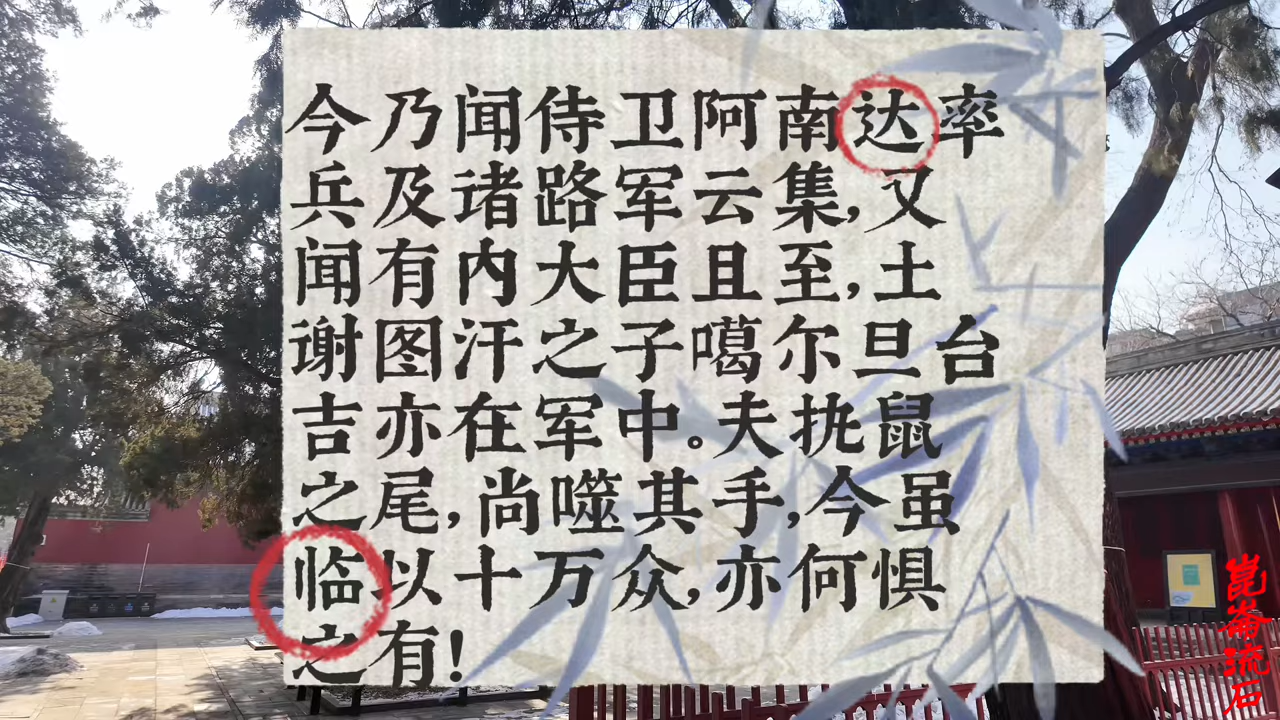 今乃闻侍卫阿南达率
兵及诸路军云集,又
闻有内大臣且至,土
谢图汗之子噶尔旦台
吉亦在军中。夫拢鼠
之尾,尚噬其手,今虽
临以十万众,亦何惧
之有!
崑崙琉石